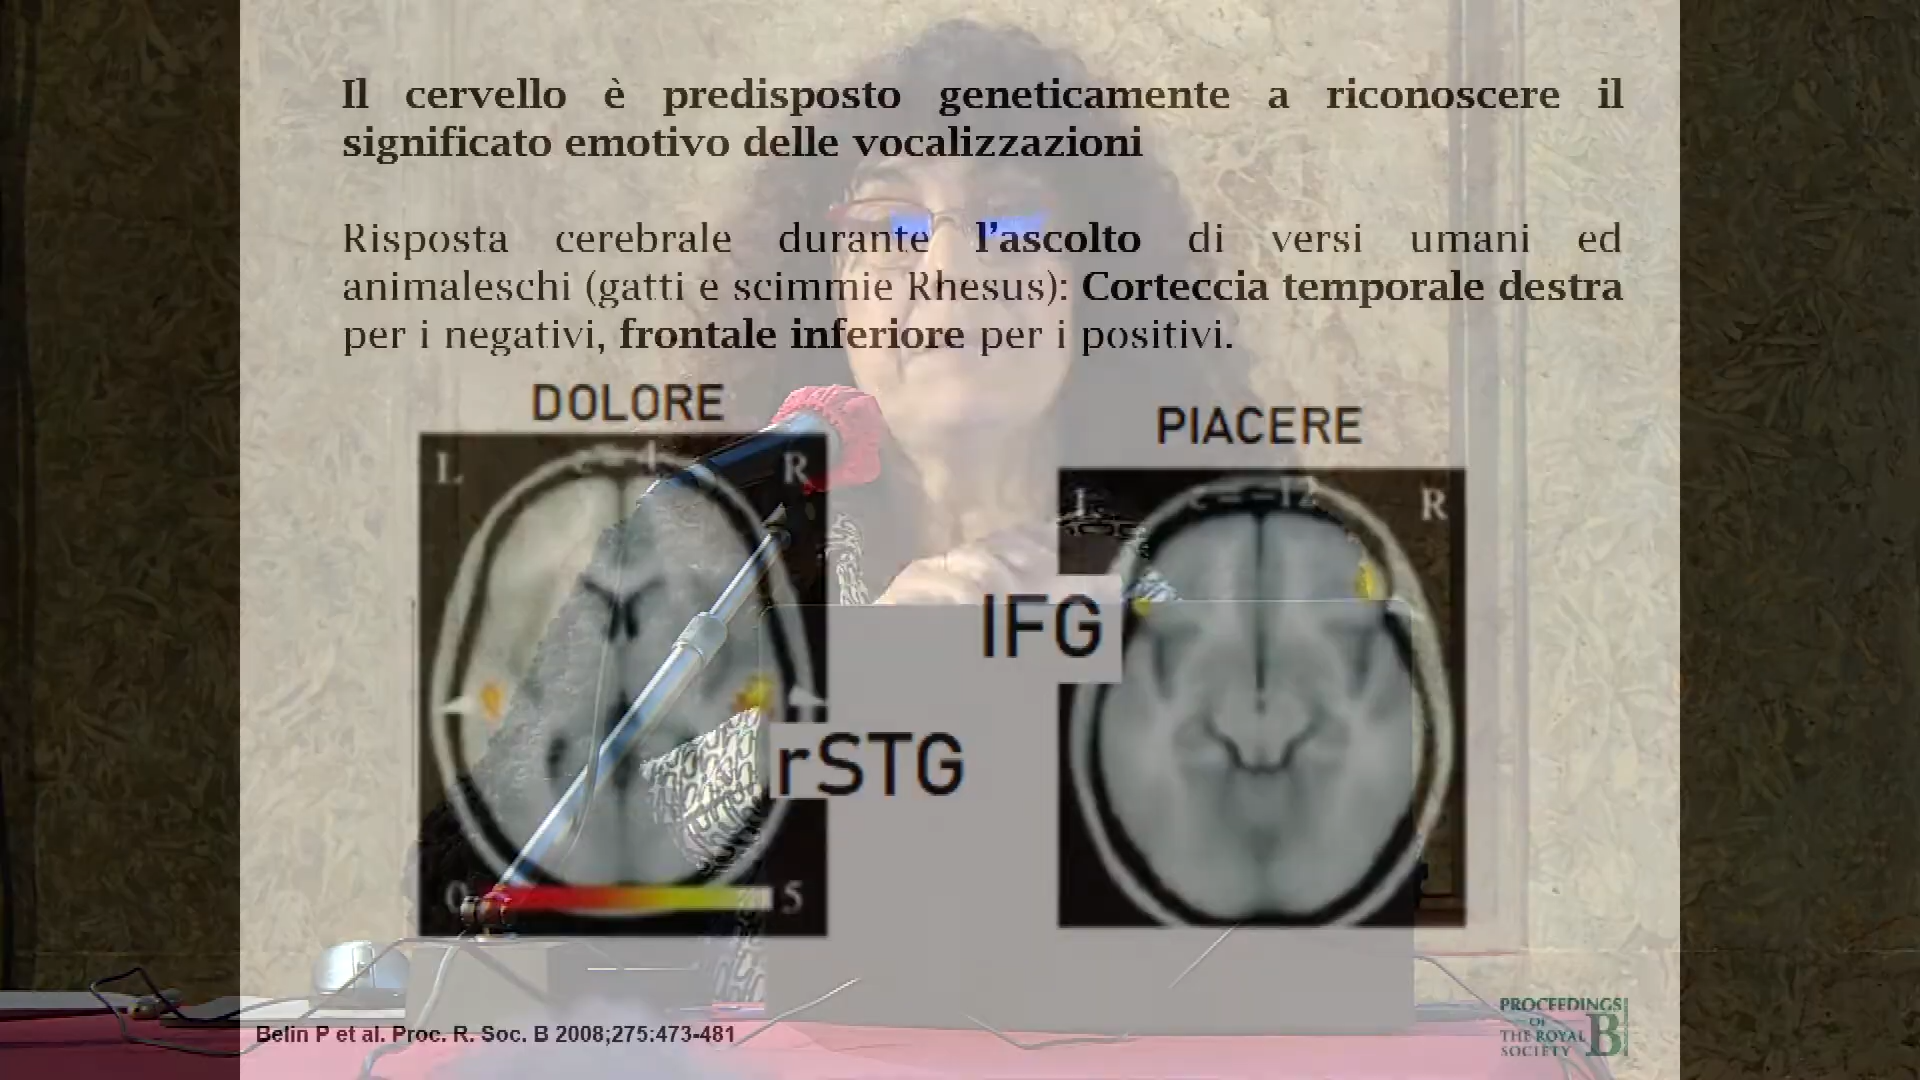 Il cervello è predisposto geneticamente a riconoscere il
significato emotivo delle vocalizzazioni
Risposta cerebrale durante l'ascolto di versi umani ed
animaleschi (gatti e scimmie Rhesus): Corteccia temporale destra
per i negativi, frontale inferiore per i positivi.
DOLORE
PIACERE
L
R
L
z = -12
R
IFG
rSTG
0
5
Belin P et al. Proc. R. Soc. B 2008;275:473-481
PROCEEDINGS
OF
THE ROYAL
SOCIETY
B